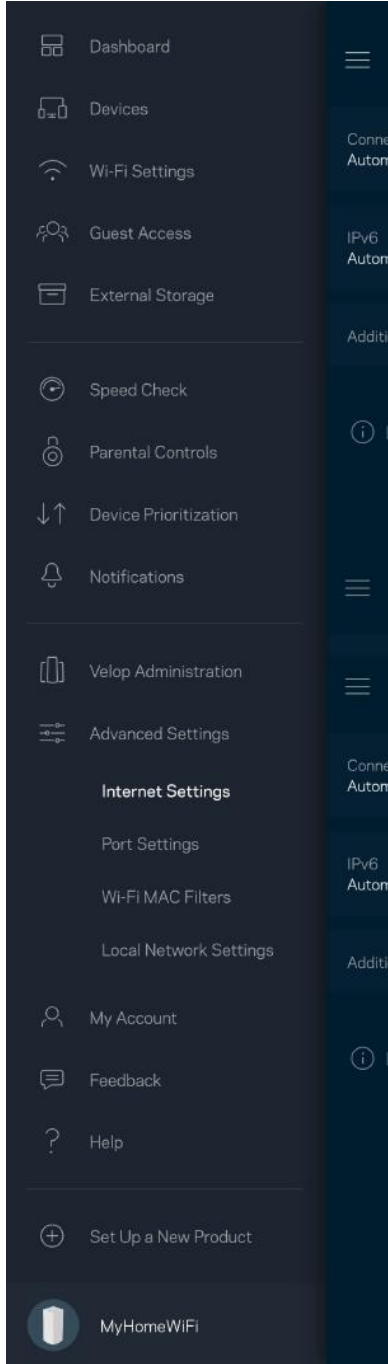 Dashboard
Devices
Wi-Fi Settings
Guest Access
External Storage
Speed Check
Parental Controls
Device Prioritization
Notifications
Velop Administration
Advanced Settings
Internet Settings
Port Settings
Wi-Fi MAC Filters
Local Network Settings
My Account
Feedback
Help
Set Up a New Product
MyHomeWiFi
IPv6
IPv6